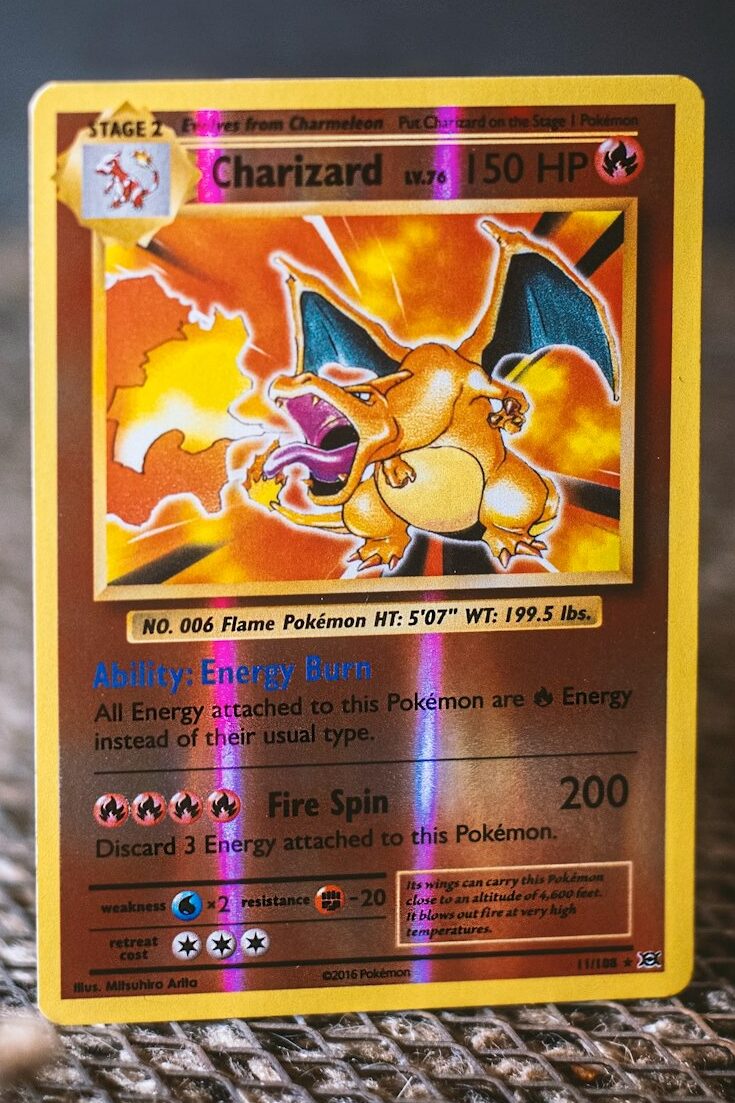 STAGE 2 Evolves from Charmeleon Put Charizard on the Stage 1 Pokémon
Charizard LV.76 150 HP
NO. 006 Flame Pokémon HT: 5'07" WT: 199.5 lbs.
Ability: Energy Burn
All Energy attached to this Pokémon are Energy
instead of their usual type.
Fire Spin 200
Discard 3 Energy attached to this Pokémon.
weakness ×2 resistance -20
retreat
cost
Its wings can carry this Pokémon
close to an altitude of 4,600 feet.
It blows out fire at very high
temperatures.
Illus. Mitsuhiro Arita ©2016 Pokémon 11/108